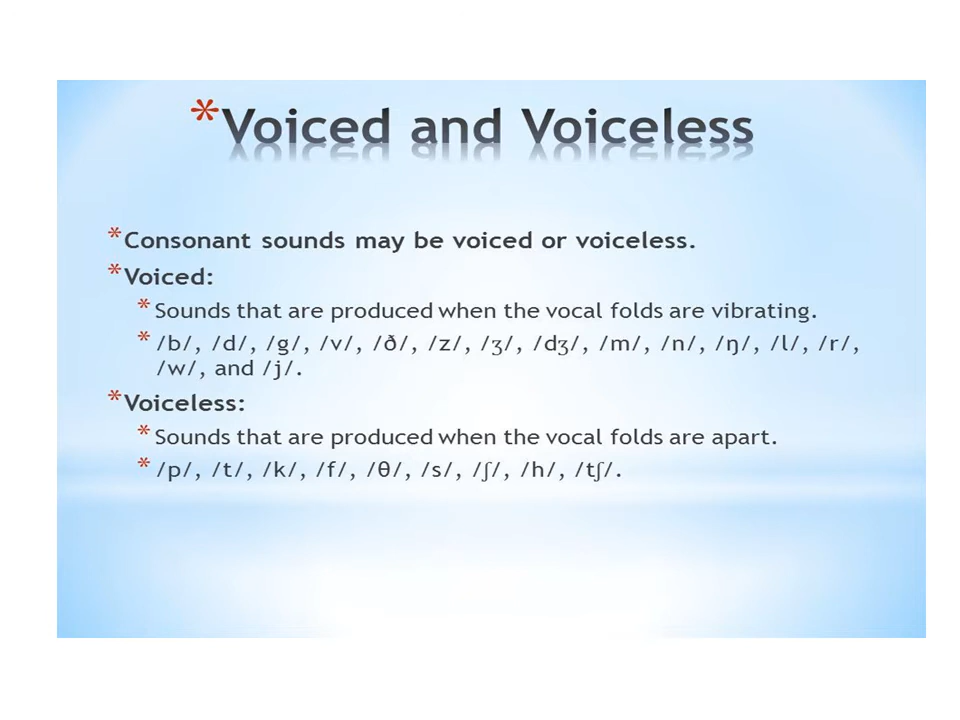 *Voiced and Voiceless
*Consonant sounds may be voiced or voiceless.
*Voiced:
*Sounds that are produced when the vocal folds are vibrating.
*/b/, /d/, /g/, /v/, /ð/, /z/, /ʒ/, /dʒ/, /m/, /n/, /ŋ/, /l/, /r/,
/w/, and /j/.
*Voiceless:
*Sounds that are produced when the vocal folds are apart.
*/p/, /t/, /k/, /f/, /θ/, /s/, /ʃ/, /h/, /tʃ/.